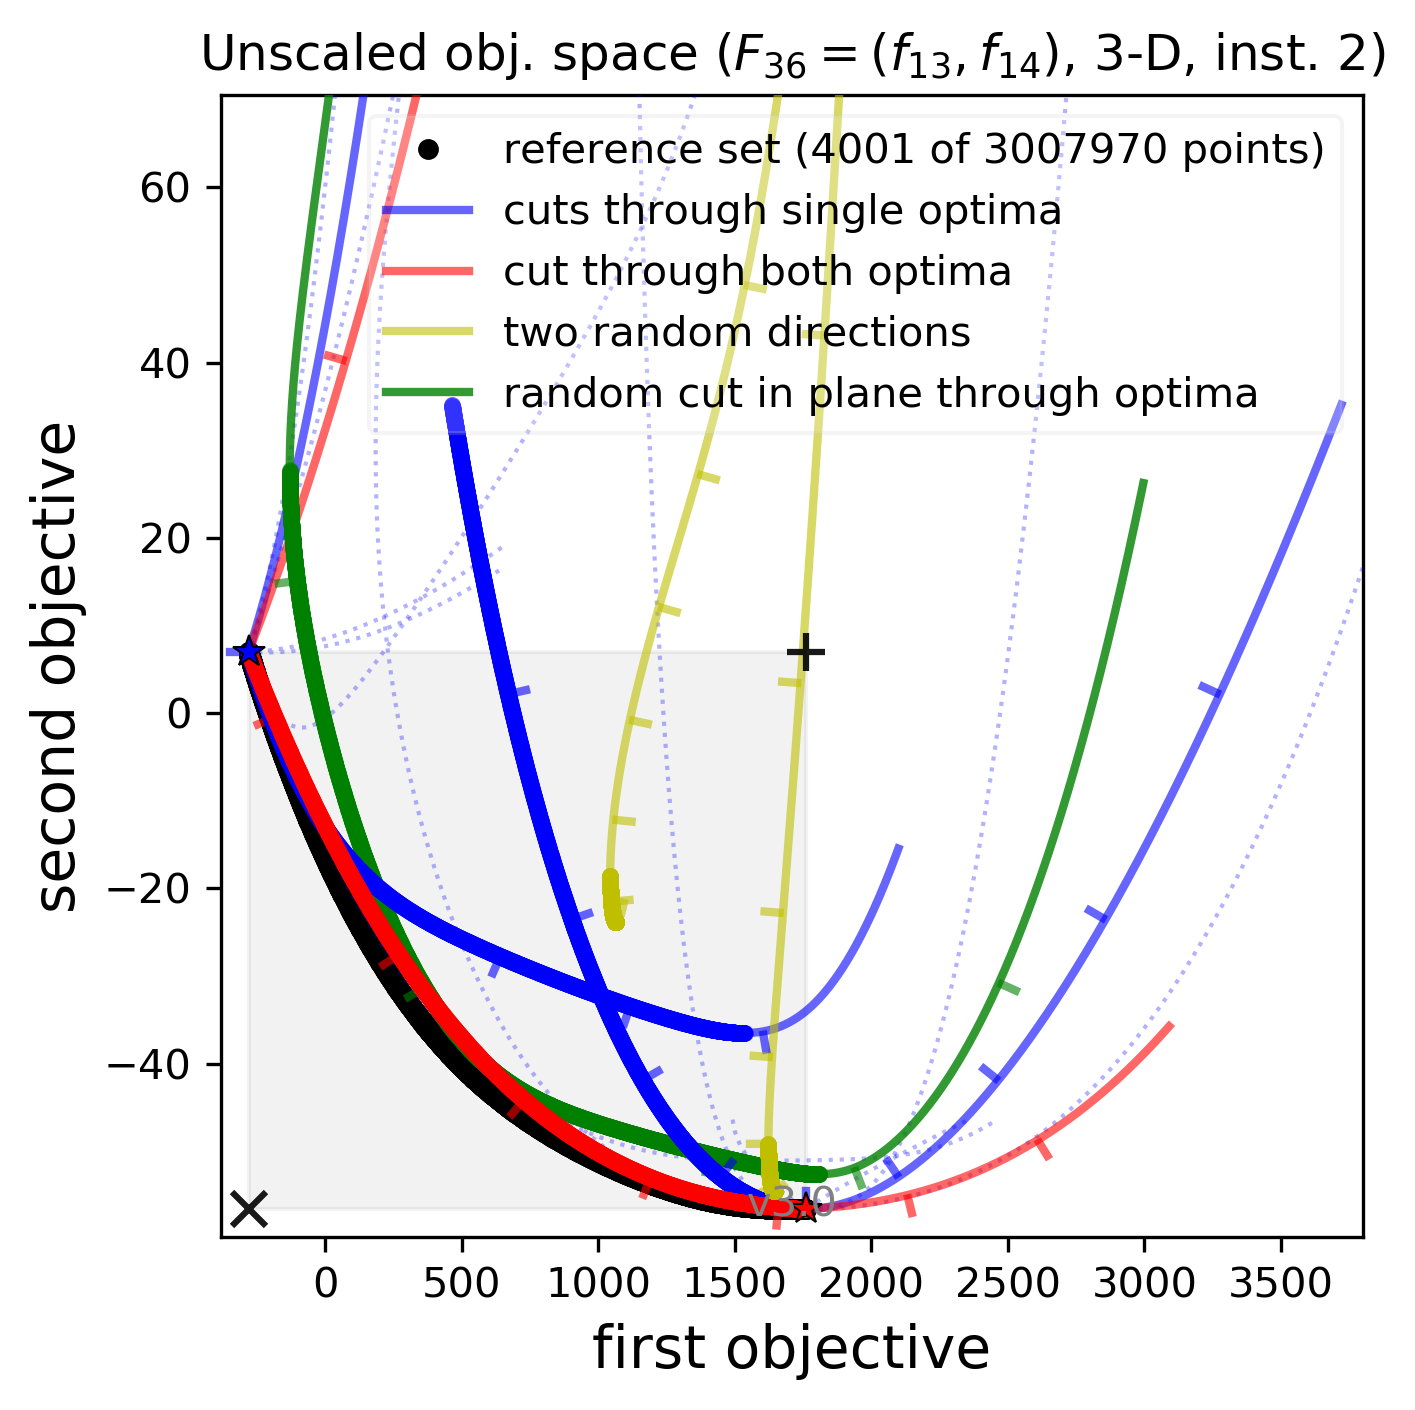 Unscaled obj. space (F₃₆ = (f₁₃, f₁₄), 3-D, inst. 2)
reference set (4001 of 3007970 points)
cuts through single optima
cut through both optima
two random directions
random cut in plane through optima
60
40
20
0
−20
−40
second objective
v3.0
0
500
1000
1500
2000
2500
3000
3500
first objective